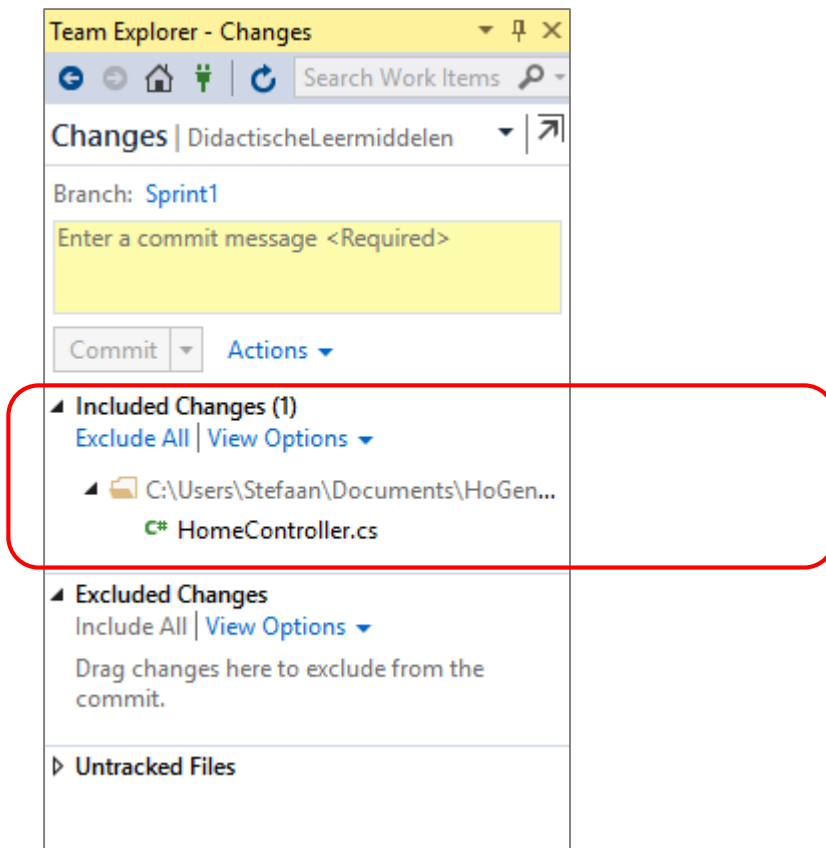 Team Explorer - Changes
Search Work Items
Changes | DidactischeLeermiddelen
Branch: Sprint1
Enter a commit message <Required>
Commit Actions
Included Changes (1)
Exclude All | View Options
C:\Users\Stefaan\Documents\HoGen...
C# HomeController.cs
Excluded Changes
Include All | View Options
Drag changes here to exclude from the
commit.
Untracked Files